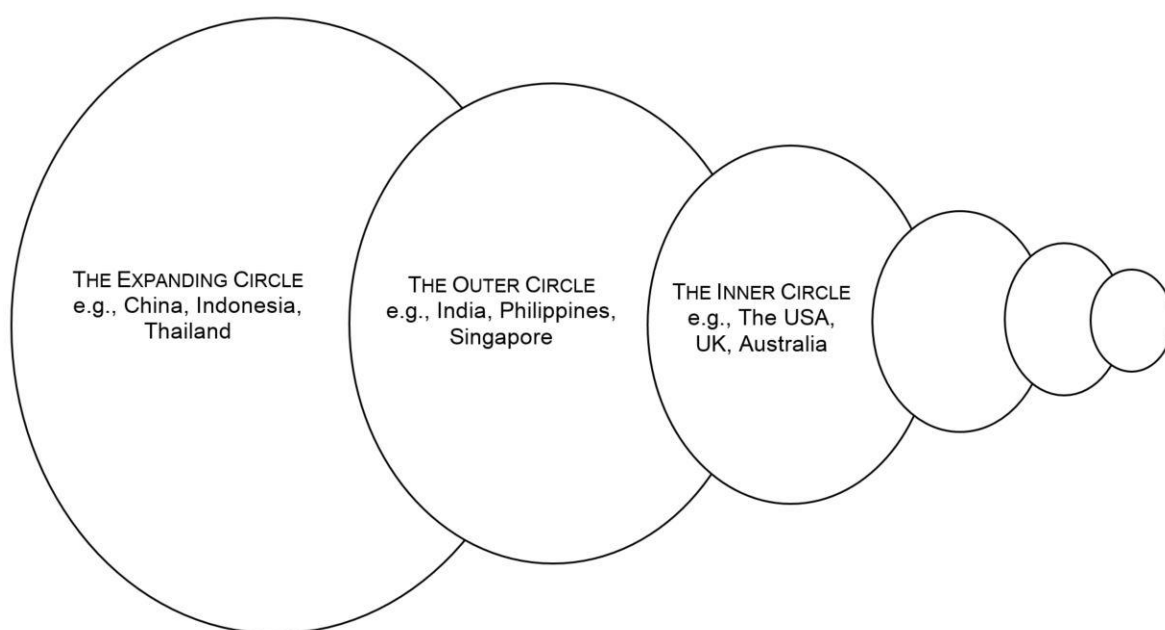 THE EXPANDING CIRCLE
e.g., China, Indonesia,
Thailand
THE OUTER CIRCLE
e.g., India, Philippines,
Singapore
THE INNER CIRCLE
e.g., The USA,
UK, Australia